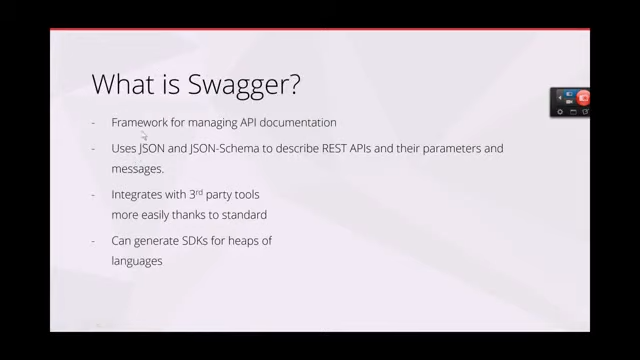 What is Swagger?
- Framework for managing API documentation
- Uses JSON and JSON-Schema to describe REST APIs and their parameters and
messages.
- Integrates with 3rd party tools
more easily thanks to standard
- Can generate SDKs for heaps of
languages